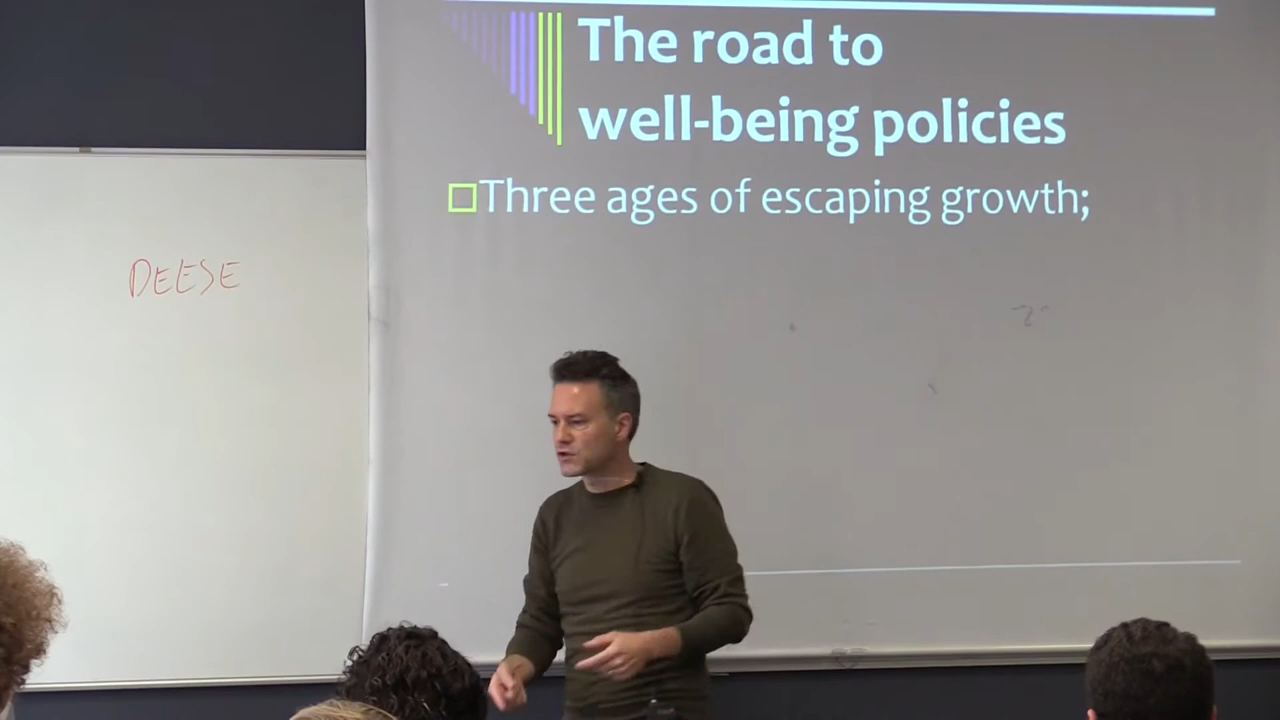 The road to
well-being policies
Three ages of escaping growth;
DEESE